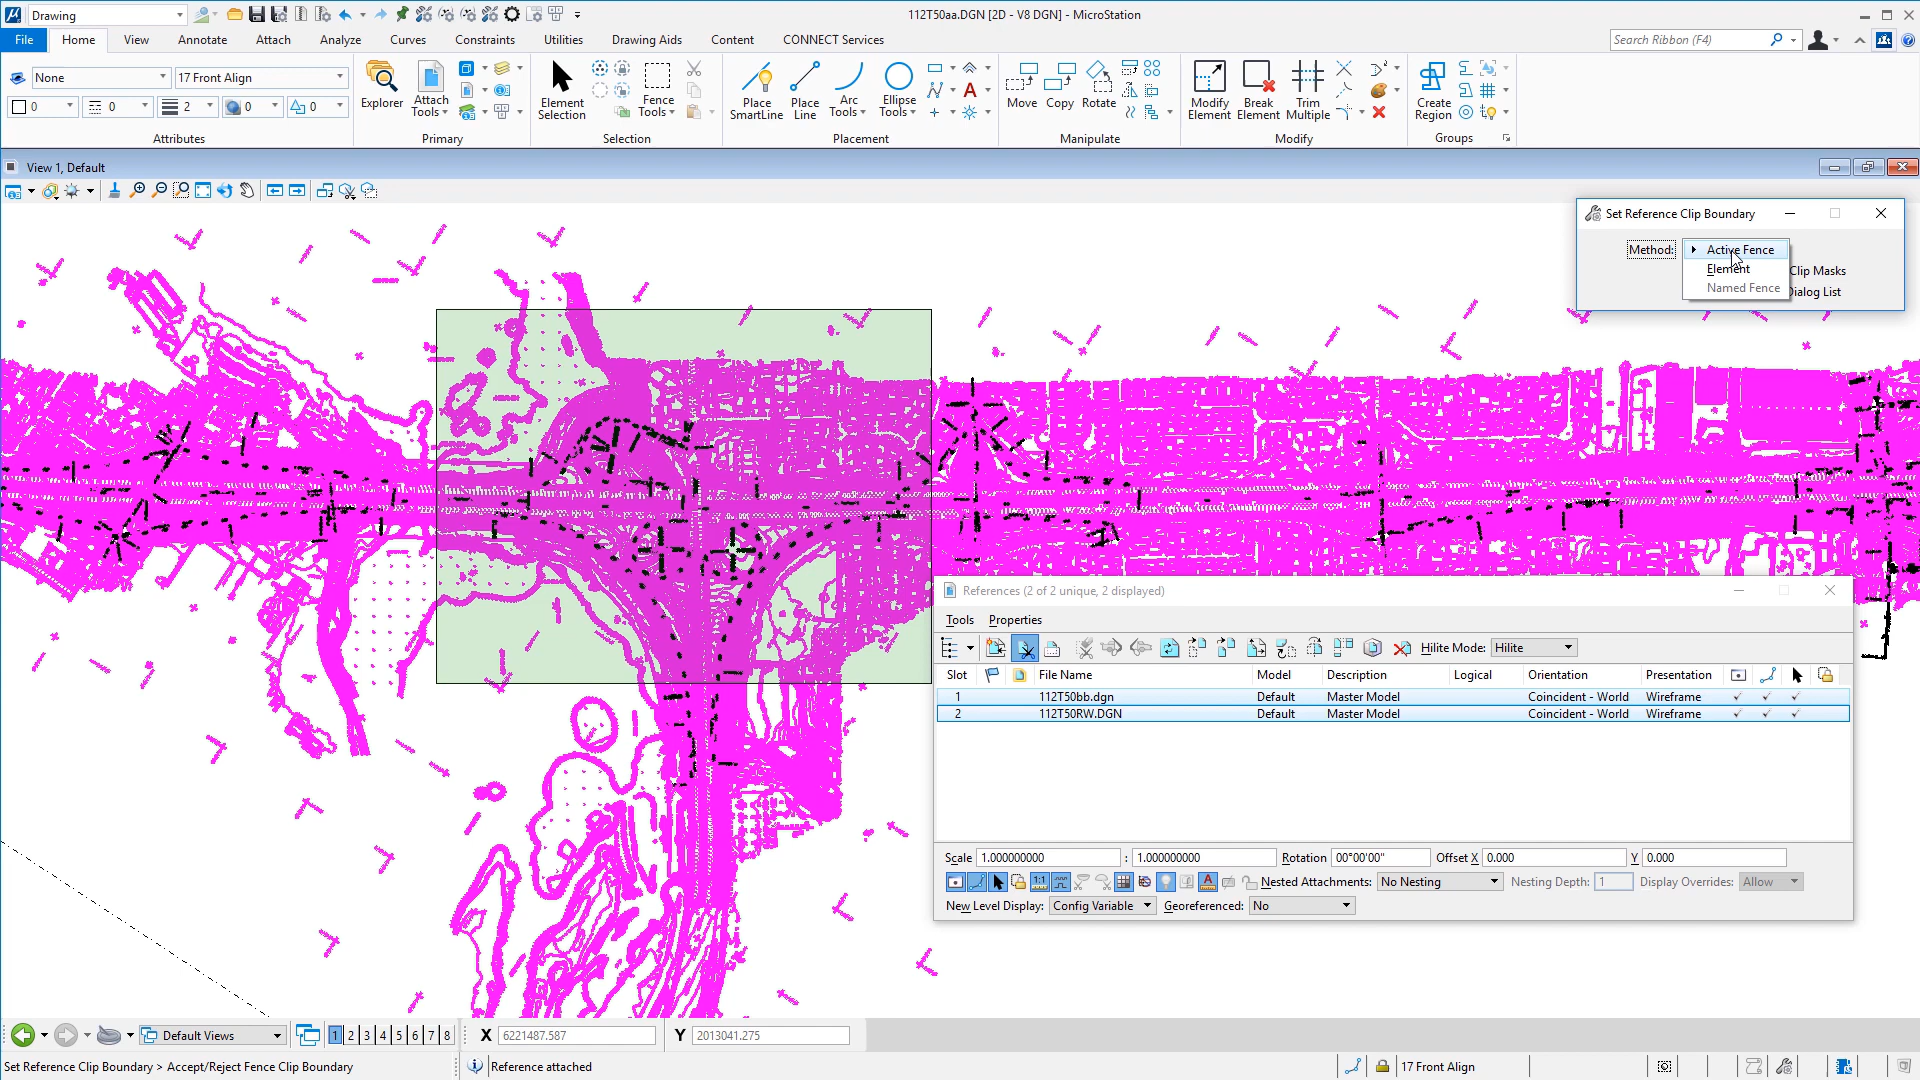 Drawing
112T50aa.DGN [2D - V8 DGN] - MicroStation
File Home View Annotate Attach Analyze Curves Constraints Utilities Drawing Aids Content CONNECT Services
Search Ribbon (F4)
None 17 Front Align
0 0 2 0 0
Attributes
Explorer
Attach Tools
Primary
Element Selection
Fence Tools
Selection
Place SmartLine
Place Line
Arc Tools
Ellipse Tools
Placement
Move
Copy
Rotate
Manipulate
Modify Element
Break Element
Trim Multiple
Modify
Create Region
Groups
View 1, Default
Set Reference Clip Boundary
Method: Active Fence
Element
Named Fence
Clip Masks
Dialog List
References (2 of 2 unique, 2 displayed)
Tools Properties
Hilite Mode: Hilite
Slot File Name Model Description Logical Orientation Presentation
1 112T50bb.dgn Default Master Model Coincident - World Wireframe
2 112T50RW.DGN Default Master Model Coincident - World Wireframe
Scale 1.000000000 : 1.000000000 Rotation 00°00'00" Offset X 0.000 Y 0.000
1:1 Nested Attachments: No Nesting Nesting Depth: 1 Display Overrides: Allow
New Level Display: Config Variable Georeferenced: No
Default Views 1 2 3 4 5 6 7 8 X 6221487.587 Y 2013041.275
Set Reference Clip Boundary > Accept/Reject Fence Clip Boundary
Reference attached
17 Front Align